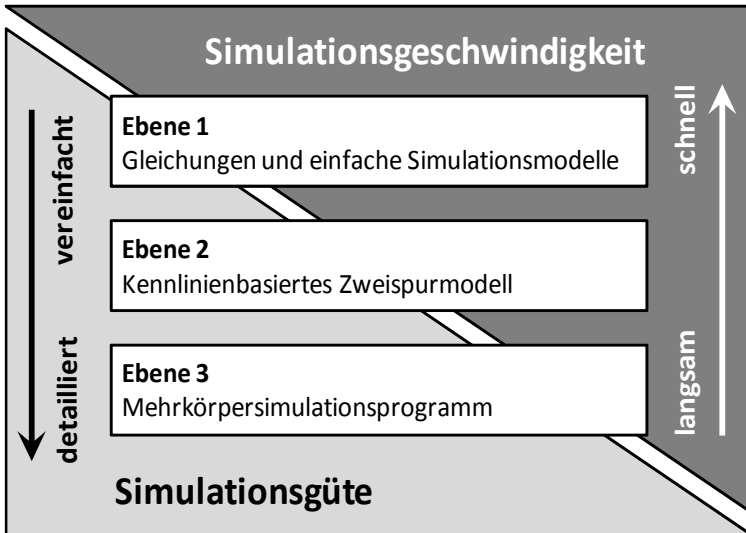 Simulationsgeschwindigkeit
vereinfacht
detailliert
Ebene 1
Gleichungen und einfache Simulationsmodelle
Ebene 2
Kennlinienbasiertes Zweispurmodell
Ebene 3
Mehrkörpersimulationsprogramm
schnell
langsam
Simulationsgüte